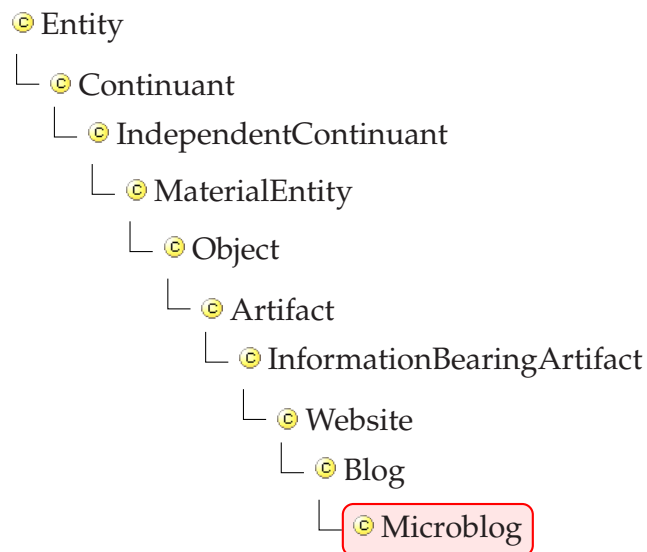 Entity
Continuant
IndependentContinuant
MaterialEntity
Object
Artifact
InformationBearingArtifact
Website
Blog
Microblog